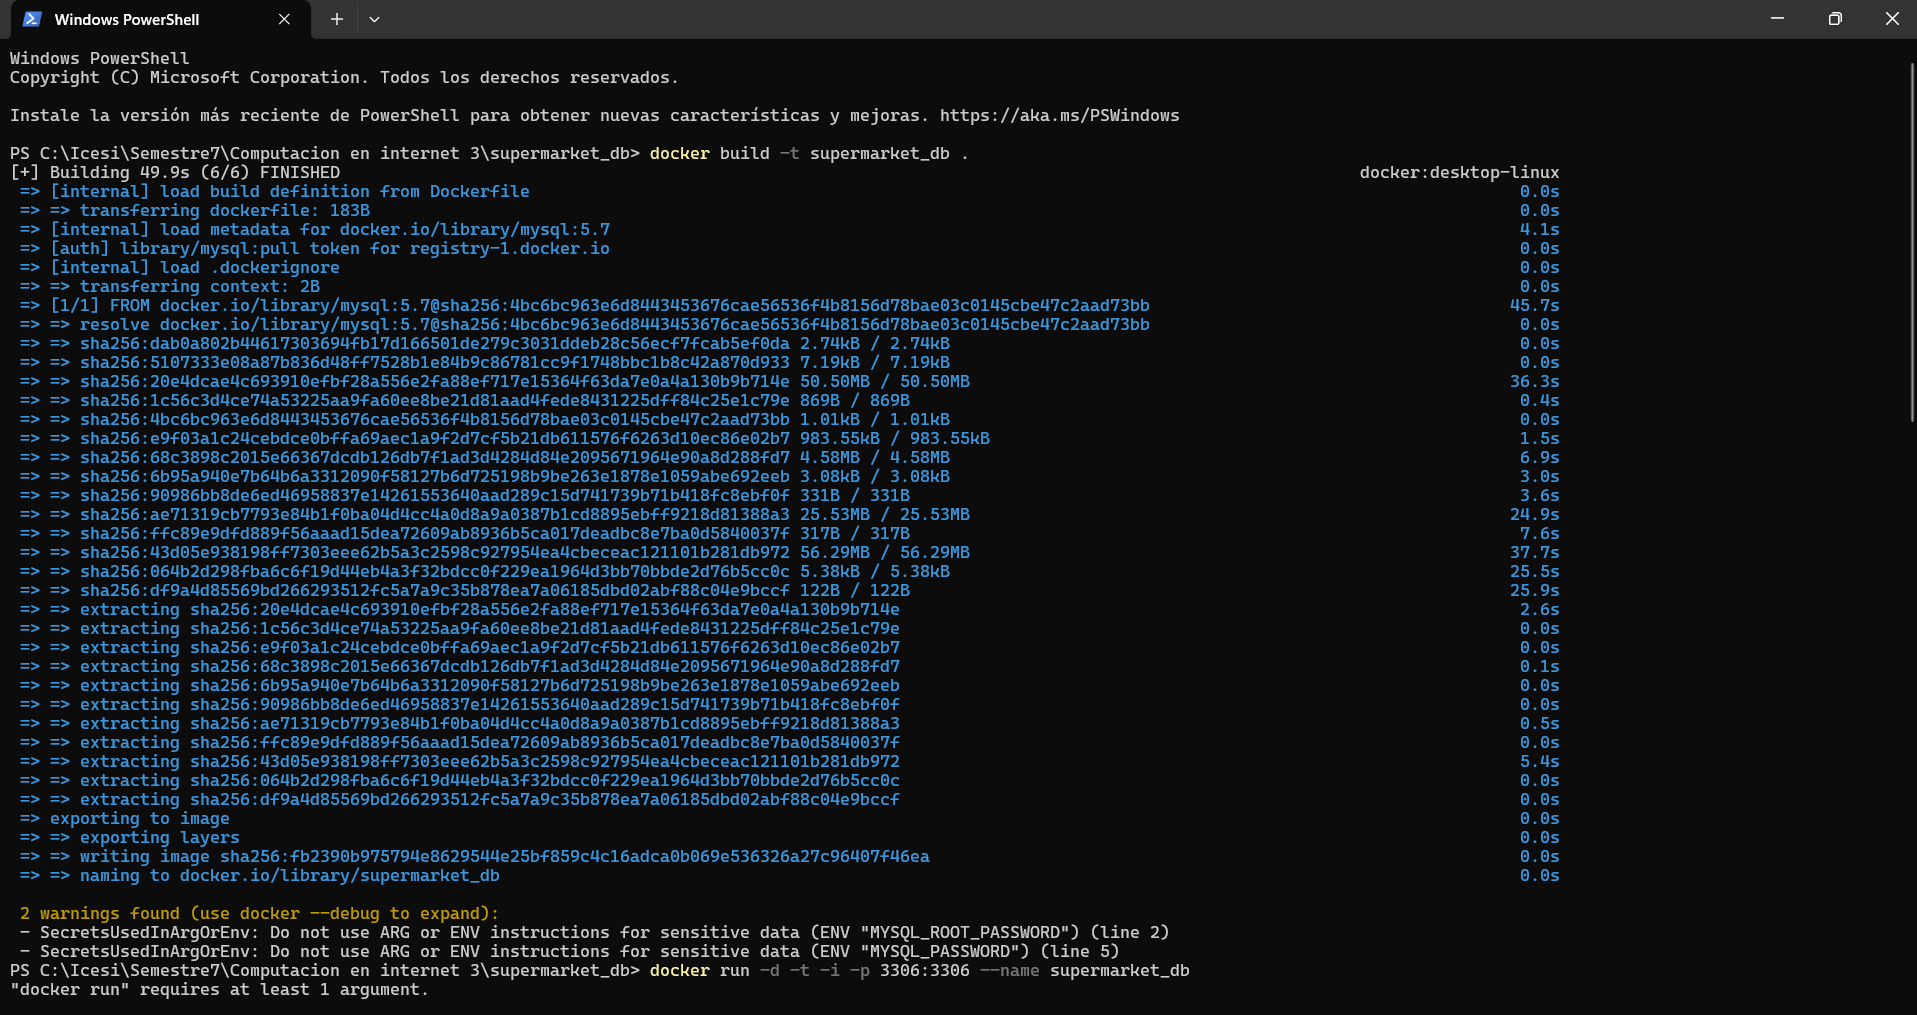 Windows PowerShell
Windows PowerShell
Copyright (C) Microsoft Corporation. Todos los derechos reservados.
Instale la versión más reciente de PowerShell para obtener nuevas características y mejoras. https://aka.ms/PSWindows
PS C:\Icesi\Semestre7\Computacion en internet 3\supermarket_db> docker build -t supermarket_db .
[+] Building 49.9s (6/6) FINISHED docker:desktop-linux
=> [internal] load build definition from Dockerfile 0.0s
=> => transferring dockerfile: 183B 0.0s
=> [internal] load metadata for docker.io/library/mysql:5.7 4.1s
=> [auth] library/mysql:pull token for registry-1.docker.io 0.0s
=> [internal] load .dockerignore 0.0s
=> => transferring context: 2B 0.0s
=> [1/1] FROM docker.io/library/mysql:5.7@sha256:4bc6bc963e6d8443453676cae56536f4b8156d78bae03c0145cbe47c2aad73bb 45.7s
=> => resolve docker.io/library/mysql:5.7@sha256:4bc6bc963e6d8443453676cae56536f4b8156d78bae03c0145cbe47c2aad73bb 0.0s
=> => sha256:dab0a802b44617303694fb17d166501de279c3031ddeb28c56ecf7fcab5ef0da 2.74kB / 2.74kB 0.0s
=> => sha256:5107333e08a87b836d48ff7528b1e84b9c86781cc9f1748bbc1b8c42a870d933 7.19kB / 7.19kB 0.0s
=> => sha256:20e4dcae4c693910efbf28a556e2fa88ef717e15364f63da7e0a4a130b9b714e 50.50MB / 50.50MB 36.3s
=> => sha256:1c56c3d4ce74a53225aa9fa60ee8be21d81aad4fede8431225dff84c25e1c79e 869B / 869B 0.4s
=> => sha256:4bc6bc963e6d8443453676cae56536f4b8156d78bae03c0145cbe47c2aad73bb 1.01kB / 1.01kB 0.0s
=> => sha256:e9f03a1c24cebdce0bffa69aec1a9f2d7cf5b21db611576f6263d10ec86e02b7 983.55kB / 983.55kB 1.5s
=> => sha256:68c3898c2015e66367dcdb126db7f1ad3d4284d84e2095671964e90a8d288fd7 4.58MB / 4.58MB 6.9s
=> => sha256:6b95a940e7b64b6a3312090f58127b6d725198b9be263e1878e1059abe692eeb 3.08kB / 3.08kB 3.0s
=> => sha256:90986bb8de6ed46958837e14261553640aad289c15d741739b71b418fc8ebf0f 331B / 331B 3.6s
=> => sha256:ae71319cb7793e84b1f0ba04d4cc4a0d8a9a0387b1cd8895ebff9218d81388a3 25.53MB / 25.53MB 24.9s
=> => sha256:ffc89e9dfd889f56aaad15dea72609ab8936b5ca017deadbc8e7ba0d5840037f 317B / 317B 7.6s
=> => sha256:43d05e938198ff7303eee62b5a3c2598c927954ea4cbeceac121101b281db972 56.29MB / 56.29MB 37.7s
=> => sha256:064b2d298fba6c6f19d44eb4a3f32bdcc0f229ea1964d3bb70bbde2d76b5cc0c 5.38kB / 5.38kB 25.5s
=> => sha256:df9a4d85569bd266293512fc5a7a9c35b878ea7a06185dbd02abf88c04e9bccf 122B / 122B 25.9s
=> => extracting sha256:20e4dcae4c693910efbf28a556e2fa88ef717e15364f63da7e0a4a130b9b714e 2.6s
=> => extracting sha256:1c56c3d4ce74a53225aa9fa60ee8be21d81aad4fede8431225dff84c25e1c79e 0.0s
=> => extracting sha256:e9f03a1c24cebdce0bffa69aec1a9f2d7cf5b21db611576f6263d10ec86e02b7 0.0s
=> => extracting sha256:68c3898c2015e66367dcdb126db7f1ad3d4284d84e2095671964e90a8d288fd7 0.1s
=> => extracting sha256:6b95a940e7b64b6a3312090f58127b6d725198b9be263e1878e1059abe692eeb 0.0s
=> => extracting sha256:90986bb8de6ed46958837e14261553640aad289c15d741739b71b418fc8ebf0f 0.0s
=> => extracting sha256:ae71319cb7793e84b1f0ba04d4cc4a0d8a9a0387b1cd8895ebff9218d81388a3 0.5s
=> => extracting sha256:ffc89e9dfd889f56aaad15dea72609ab8936b5ca017deadbc8e7ba0d5840037f 0.0s
=> => extracting sha256:43d05e938198ff7303eee62b5a3c2598c927954ea4cbeceac121101b281db972 5.4s
=> => extracting sha256:064b2d298fba6c6f19d44eb4a3f32bdcc0f229ea1964d3bb70bbde2d76b5cc0c 0.0s
=> => extracting sha256:df9a4d85569bd266293512fc5a7a9c35b878ea7a06185dbd02abf88c04e9bccf 0.0s
=> exporting to image 0.0s
=> => exporting layers 0.0s
=> => writing image sha256:fb2390b975794e8629544e25bf859c4c16adca0b069e536326a27c96407f46ea 0.0s
=> => naming to docker.io/library/supermarket_db 0.0s
2 warnings found (use docker --debug to expand):
- SecretsUsedInArgOrEnv: Do not use ARG or ENV instructions for sensitive data (ENV "MYSQL_ROOT_PASSWORD") (line 2)
- SecretsUsedInArgOrEnv: Do not use ARG or ENV instructions for sensitive data (ENV "MYSQL_PASSWORD") (line 5)
PS C:\Icesi\Semestre7\Computacion en internet 3\supermarket_db> docker run -d -t -i -p 3306:3306 --name supermarket_db
"docker run" requires at least 1 argument.